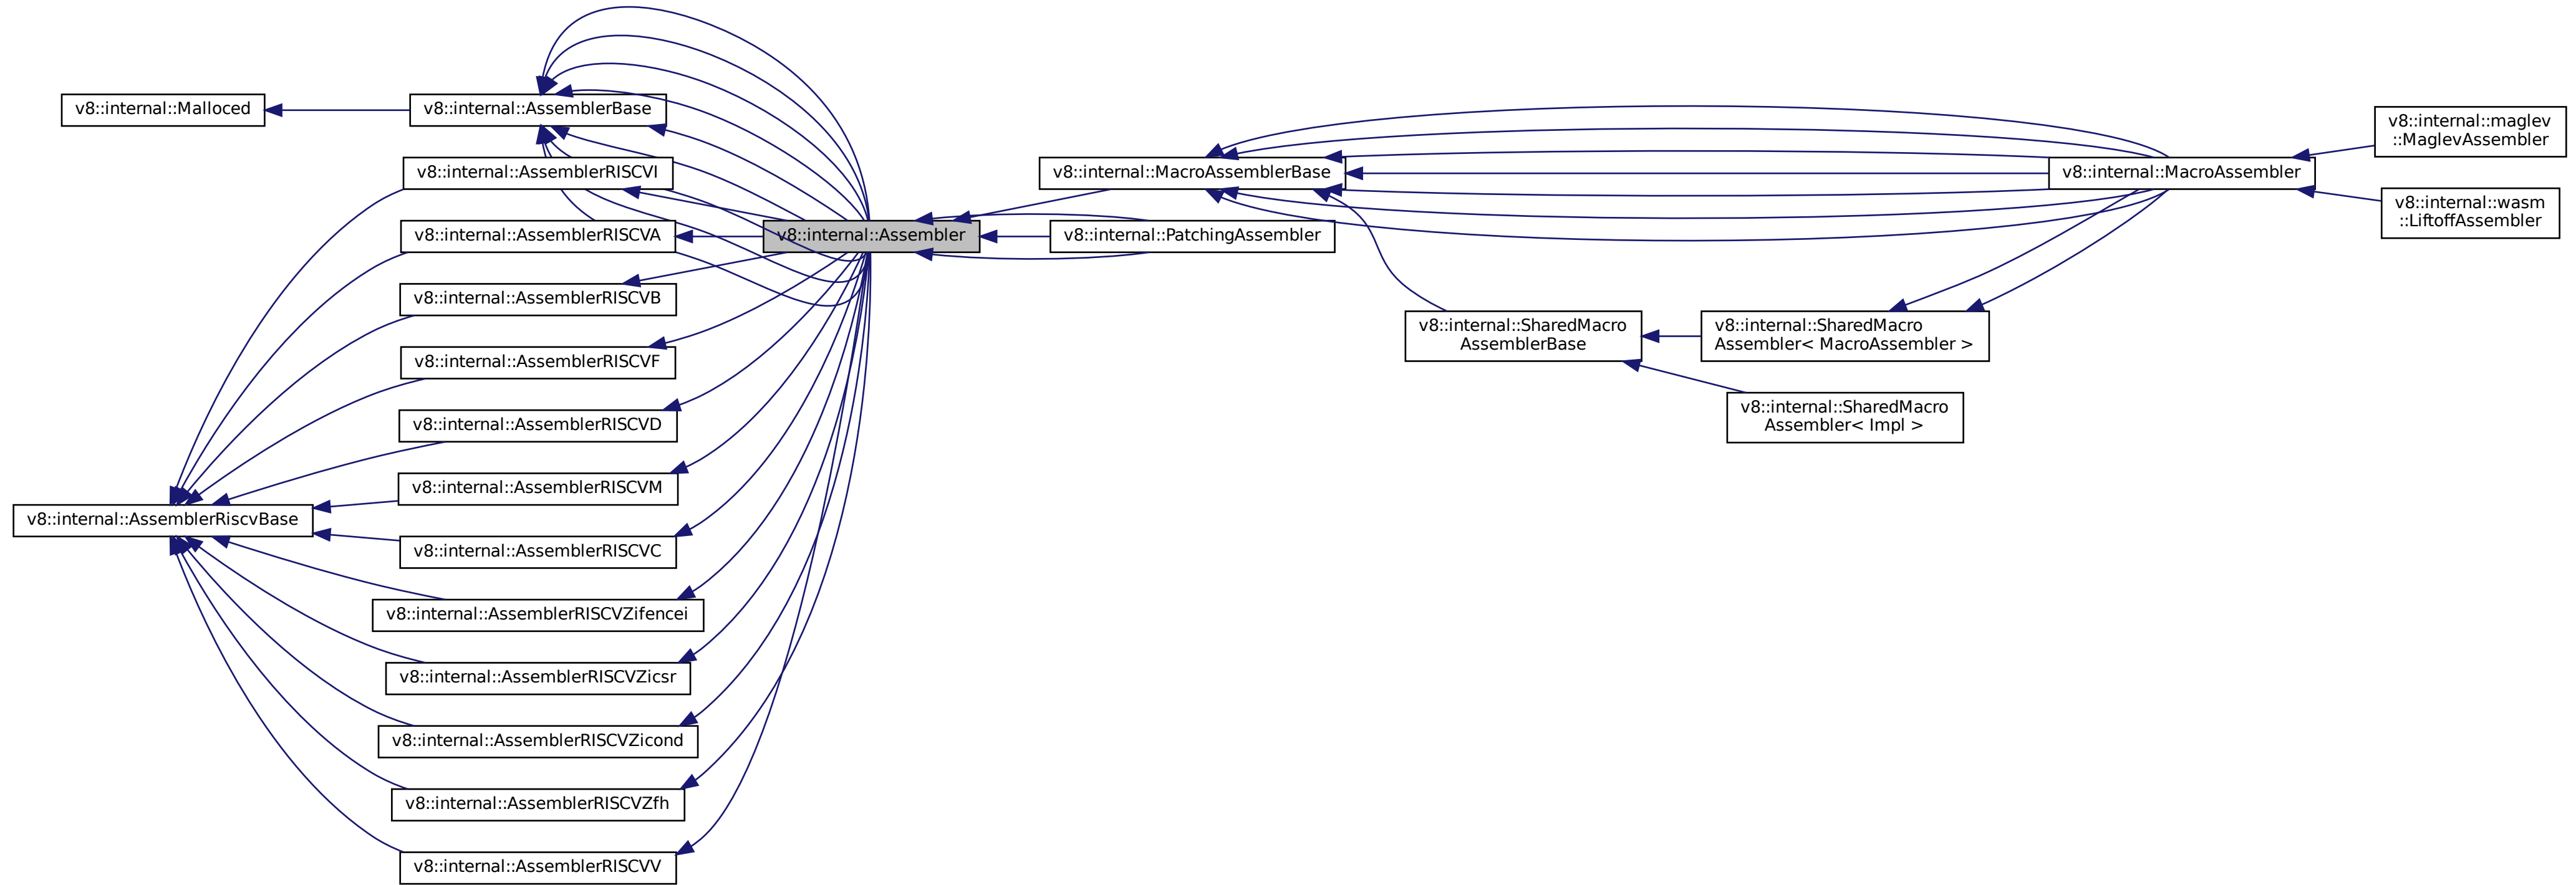 v8::internal::Malloced
v8::internal::AssemblerBase
v8::internal::AssemblerRISCVI
v8::internal::AssemblerRISCVA
v8::internal::AssemblerRISCVB
v8::internal::AssemblerRISCVF
v8::internal::AssemblerRISCVD
v8::internal::AssemblerRISCVM
v8::internal::AssemblerRiscvBase
v8::internal::AssemblerRISCVC
v8::internal::AssemblerRISCVZifencei
v8::internal::AssemblerRISCVZicsr
v8::internal::AssemblerRISCVZicond
v8::internal::AssemblerRISCVZfh
v8::internal::AssemblerRISCVV
v8::internal::Assembler
v8::internal::MacroAssemblerBase
v8::internal::PatchingAssembler
v8::internal::SharedMacro
AssemblerBase
v8::internal::SharedMacro
Assembler< MacroAssembler >
v8::internal::SharedMacro
Assembler< Impl >
v8::internal::MacroAssembler
v8::internal::maglev
::MaglevAssembler
v8::internal::wasm
::LiftoffAssembler